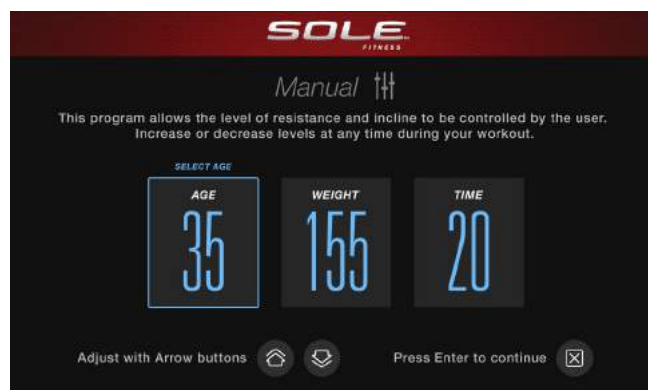 SOLE
FITNESS
Manual
This program allows the level of resistance and incline to be controlled by the user.
Increase or decrease levels at any time during your workout.
SELECT AGE
AGE WEIGHT TIME
35 155 20
Adjust with Arrow buttons Press Enter to continue